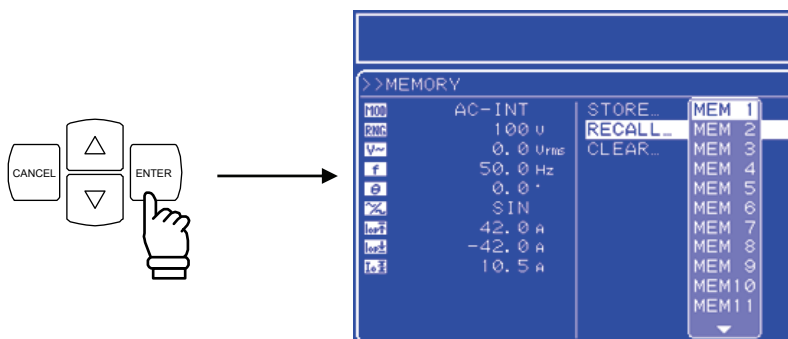 CANCEL
ENTER
>>MEMORY
MOD AC-INT
RNG 100 V
V~ 0.0 Vrms
f 50.0 Hz
θ 0.0 °
SIN
42.0 A
-42.0 A
10.5 A
STORE…
RECALL…
CLEAR…
MEM 1
MEM 2
MEM 3
MEM 4
MEM 5
MEM 6
MEM 7
MEM 8
MEM 9
MEM10
MEM11